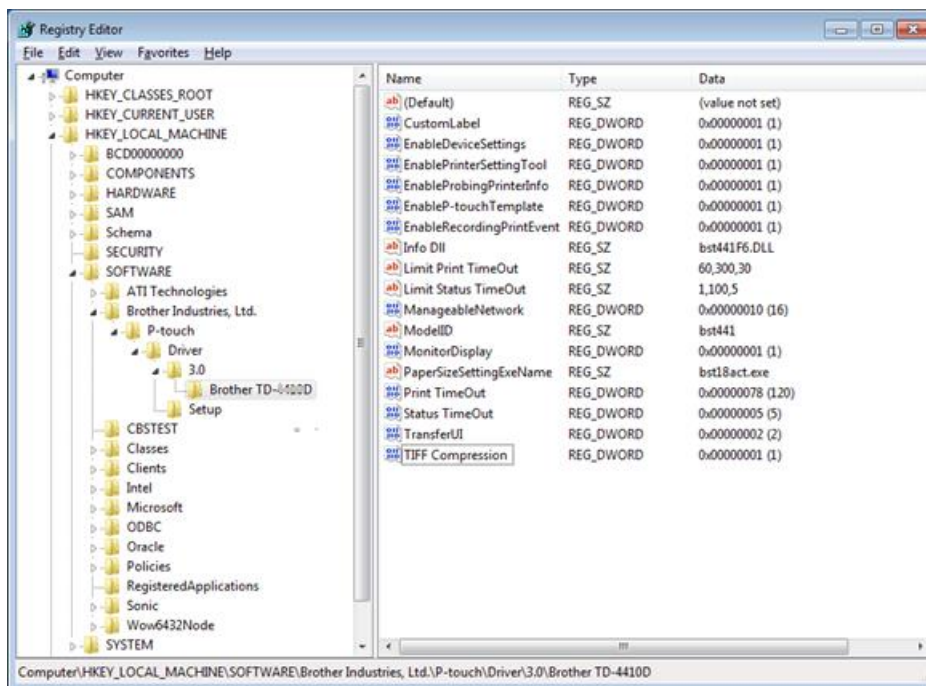 Registry Editor
File Edit View Favorites Help
Computer
HKEY_CLASSES_ROOT
HKEY_CURRENT_USER
HKEY_LOCAL_MACHINE
BCD00000000
COMPONENTS
HARDWARE
SAM
Schema
SECURITY
SOFTWARE
ATI Technologies
Brother Industries, Ltd.
P-touch
Driver
3.0
Brother TD-4410D
Setup
CBSTEST
Classes
Clients
Intel
Microsoft
ODBC
Oracle
Policies
RegisteredApplications
Sonic
Wow6432Node
SYSTEM
Name Type Data
(Default) REG_SZ (value not set)
CustomLabel REG_DWORD 0x00000001 (1)
EnableDeviceSettings REG_DWORD 0x00000001 (1)
EnablePrinterSettingTool REG_DWORD 0x00000001 (1)
EnableProbingPrinterInfo REG_DWORD 0x00000001 (1)
EnableP-touchTemplate REG_DWORD 0x00000001 (1)
EnableRecordingPrintEvent REG_DWORD 0x00000001 (1)
Info Dll REG_SZ bst441F6.DLL
Limit Print TimeOut REG_SZ 60,300,30
Limit Status TimeOut REG_SZ 1,100,5
ManageableNetwork REG_DWORD 0x00000010 (16)
ModelID REG_SZ bst441
MonitorDisplay REG_DWORD 0x00000001 (1)
PaperSizeSettingExeName REG_SZ bst18act.exe
Print TimeOut REG_DWORD 0x00000078 (120)
Status TimeOut REG_DWORD 0x00000005 (5)
TransferUI REG_DWORD 0x00000002 (2)
TIFF Compression REG_DWORD 0x00000001 (1)
Computer\HKEY_LOCAL_MACHINE\SOFTWARE\Brother Industries, Ltd.\P-touch\Driver\3.0\Brother TD-4410D